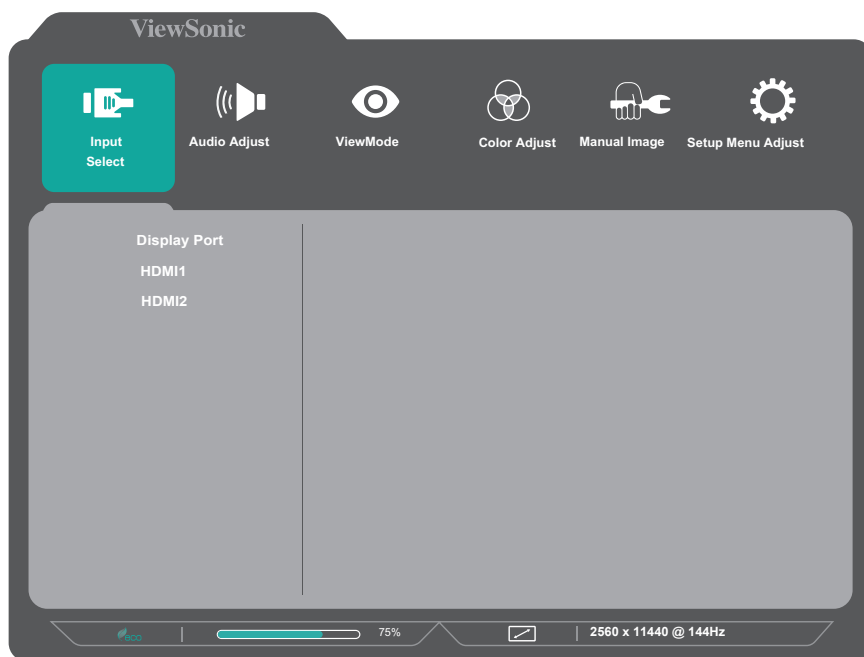 ViewSonic
Input
Select
Audio Adjust
ViewMode
Color Adjust
Manual Image
Setup Menu Adjust
Display Port
HDMI1
HDMI2
eco
75%
2560 x 11440 @ 144Hz